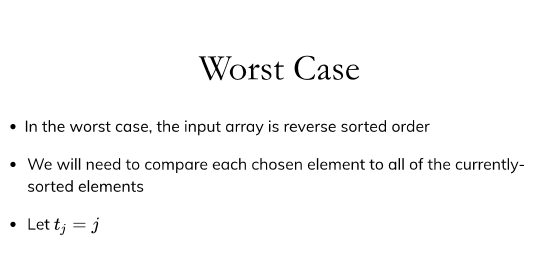 Worst Case
• In the worst case, the input array is reverse sorted order
• We will need to compare each chosen element to all of the currently-
sorted elements
• Let tⱼ = j